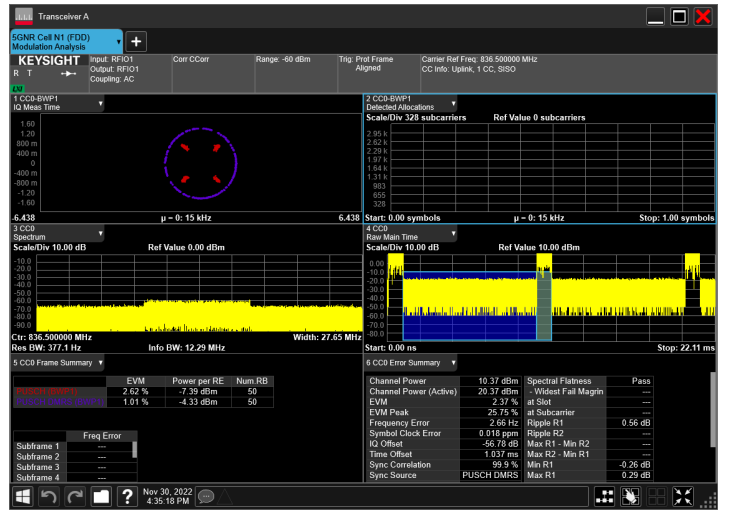 Transceiver A
5GNR Cell N1 (FDD)
Modulation Analysis
KEYSIGHT
R T
LXI
Input: RFIO1
Output: RFIO1
Coupling: AC
Corr CCorr
Range: -60 dBm
Trig: Prot Frame
Aligned
Carrier Ref Freq: 836.500000 MHz
CC Info: Uplink, 1 CC, SISO
1 CC0-BWP1
IQ Meas Time
1.60
1.20
800 m
400 m
0
-400 m
-800 m
-1.20
-1.60
-6.438
µ – 0: 15 kHz
6.438
2 CC0-BWP1
Detected Allocations
Scale/Div 328 subcarriers
Ref Value 0 subcarriers
2.95 k
2.62 k
2.29 k
1.97 k
1.64 k
1.31 k
983
655
328
Start: 0.00 symbols
µ – 0: 15 kHz
Stop: 1.00 symbols
3 CC0
Spectrum
Scale/Div 10.00 dB
Ref Value 0.00 dBm
-10.0
-20.0
-30.0
-40.0
-50.0
-60.0
-70.0
-80.0
-90.0
Ctr: 836.500000 MHz
Width: 27.65 MHz
Res BW: 377.1 Hz
Info BW: 12.29 MHz
4 CC0
Raw Main Time
Scale/Div 10.00 dB
Ref Value 10.00 dBm
0.00
-10.0
-20.0
-30.0
-40.0
-50.0
-60.0
-70.0
-80.0
Start: 0.00 ns
Stop: 22.11 ms
5 CC0 Frame Summary
EVM Power per RE Num.RB
2.62 % -7.39 dBm 50
1.01 % -4.33 dBm 50
Freq Error
Subframe 1 ---
Subframe 2 ---
Subframe 3 ---
Subframe 4 ---
6 CC0 Error Summary
Channel Power 10.37 dBm Spectral Flatness Pass
Channel Power (Active) 20.37 dBm - Widest Fail Magrin ---
EVM 2.37 % at Slot ---
EVM Peak 25.75 % at Subcarrier ---
Frequency Error 2.66 Hz Ripple R1 0.56 dB
Symbol Clock Error 0.018 ppm Ripple R2 ---
IQ Offset -56.78 dB Max R1 - Min R2 ---
Time Offset 1.037 ms Max R2 - Min R1 ---
Sync Correlation 99.9 % Min R1 -0.26 dB
Sync Source PUSCH DMRS Max R1 0.29 dB
Nov 30, 2022
4:35:18 PM